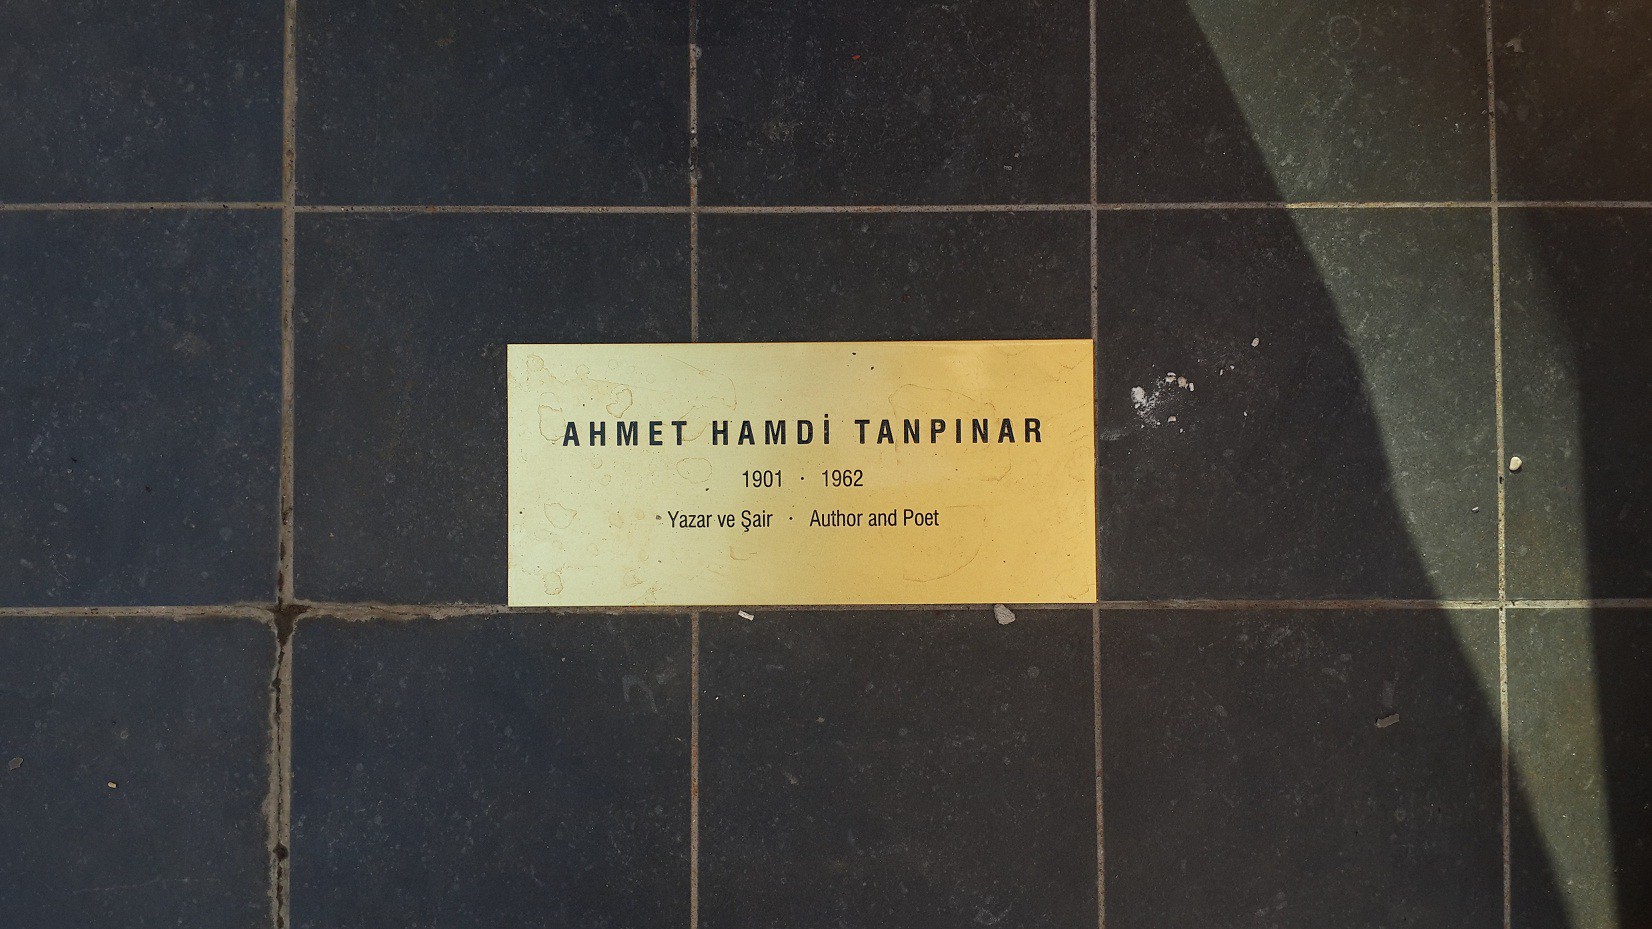 AHMET HAMDİ TANPINAR
1901 · 1962
Yazar ve Şair · Author and Poet